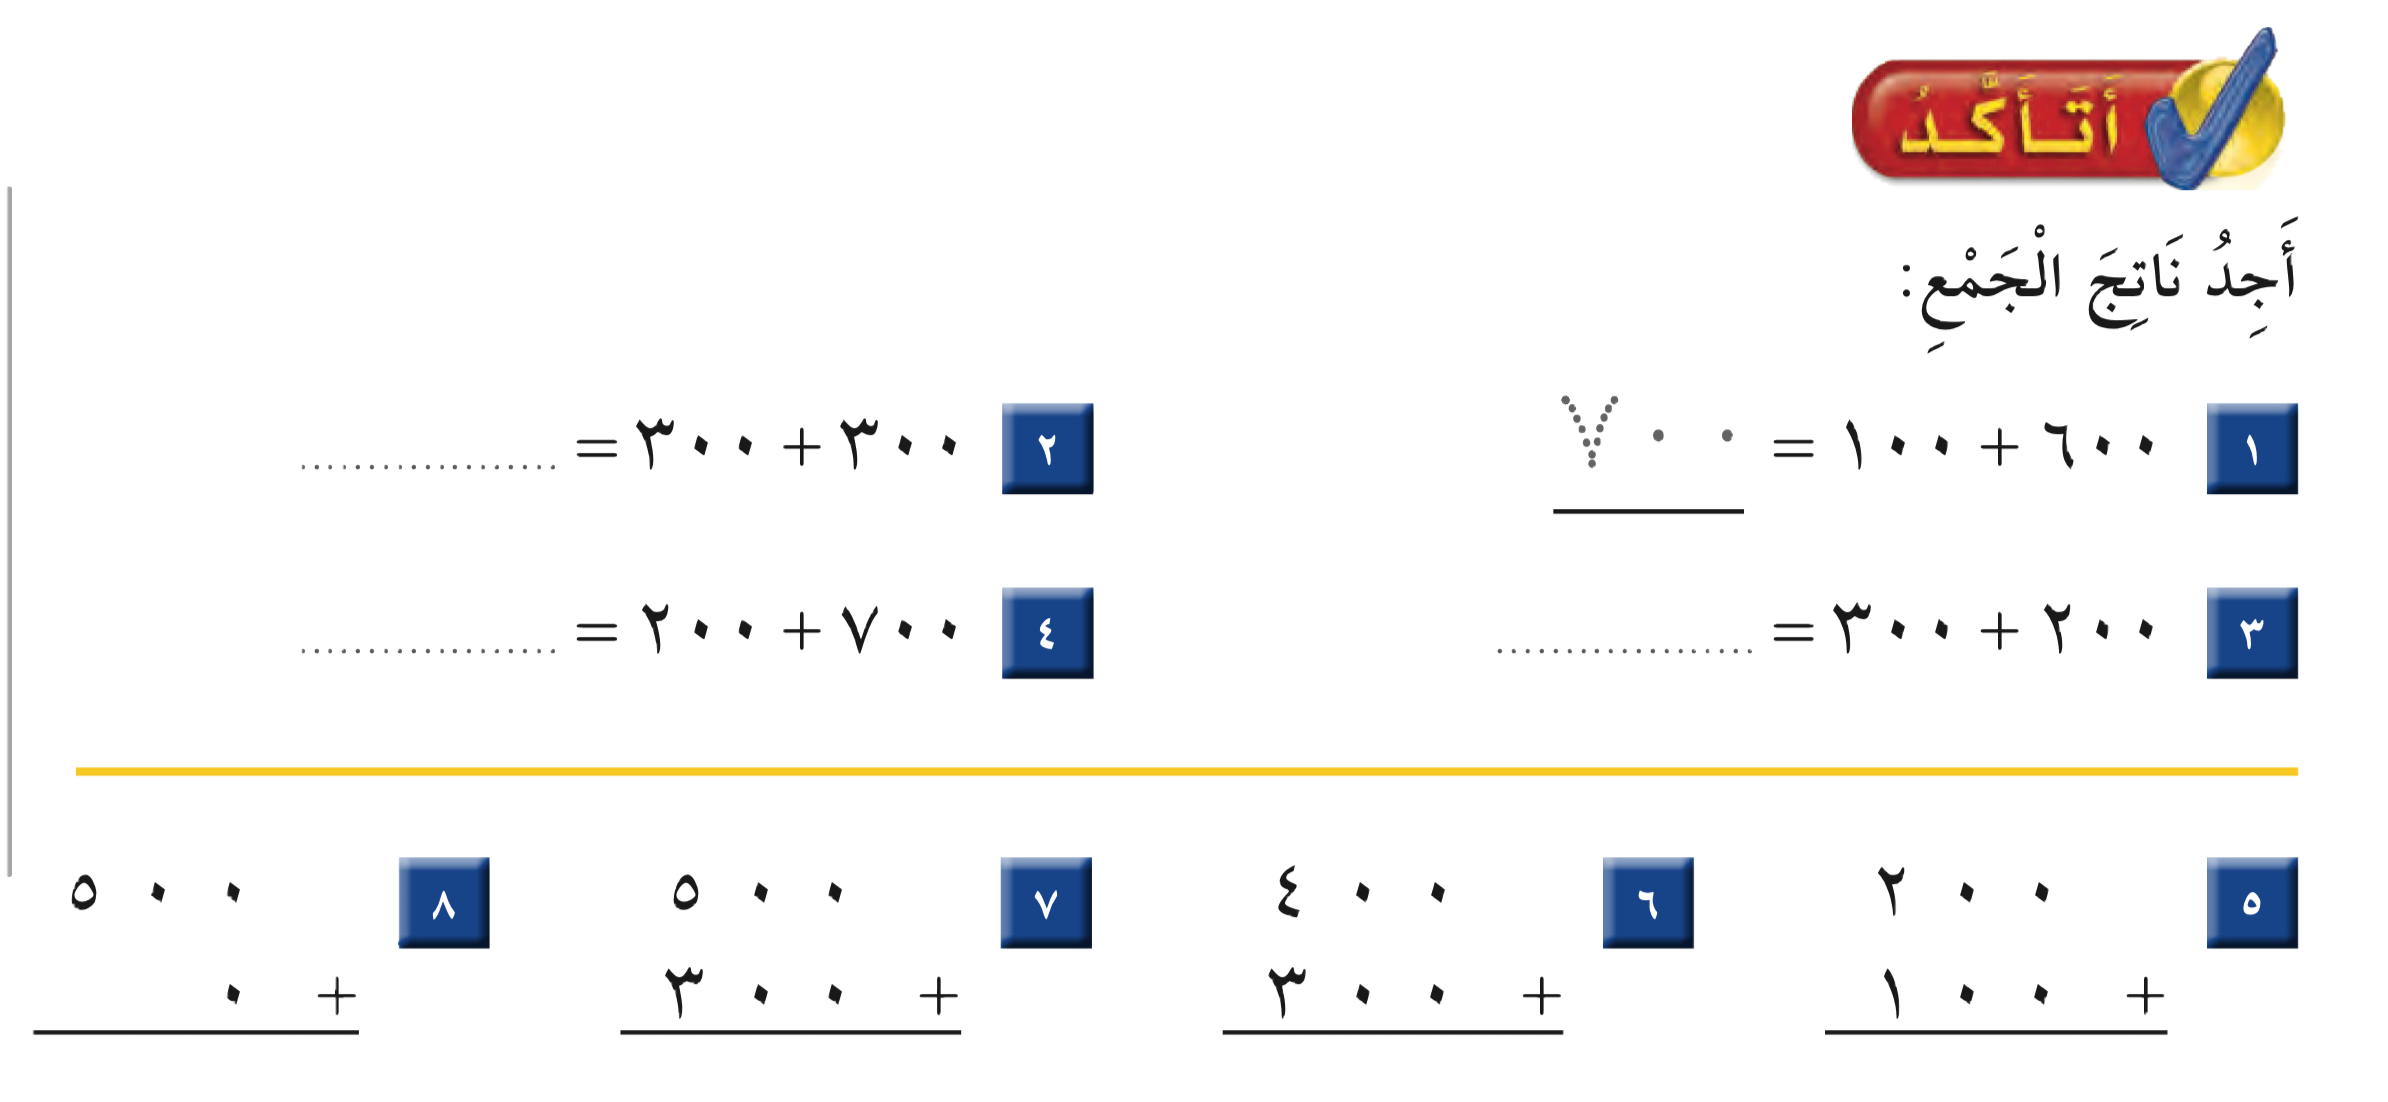 أَتَأَكَّدُ
أَجِدُ نَاتِجَ الْجَمْعِ:
١ ٦٠٠ + ١٠٠ = ٧٠٠
٢ ٣٠٠ + ٣٠٠ = ..................
٣ ٢٠٠ + ٣٠٠ = ..................
٤ ٧٠٠ + ٢٠٠ = ..................
٥ ٢٠٠
+ ١٠٠
٦ ٤٠٠
+ ٣٠٠
٧ ٥٠٠
+ ٣٠٠
٨ ٥٠٠
+ ٠